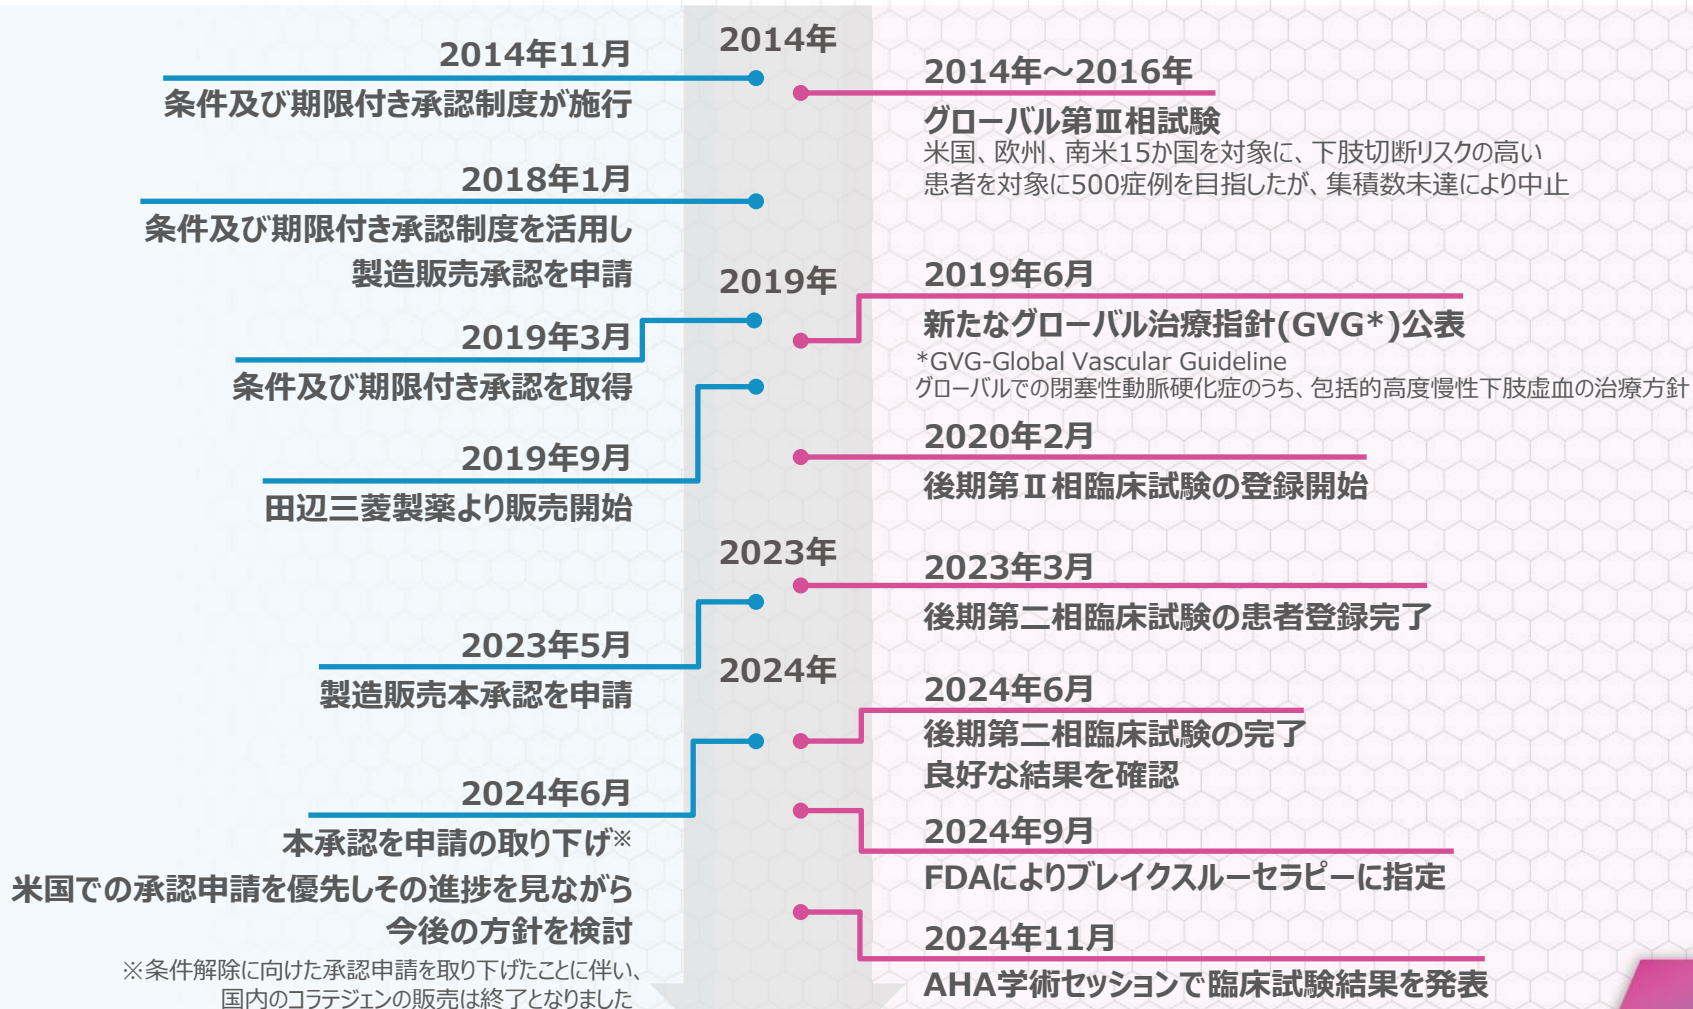 2014年
2014年11月
条件及び期限付き承認制度が施行
2018年1月
条件及び期限付き承認制度を活用し
製造販売承認を申請
2019年
2019年3月
条件及び期限付き承認を取得
2019年9月
田辺三菱製薬より販売開始
2023年
2023年5月
製造販売本承認を申請
2024年
2024年6月
本承認を申請の取り下げ※
米国での承認申請を優先しその進捗を見ながら
今後の方針を検討
※条件解除に向けた承認申請を取り下げたことに伴い、
国内のコラテジェンの販売は終了となりました
2014年～2016年
グローバル第Ⅲ相試験
米国、欧州、南米15か国を対象に、下肢切断リスクの高い
患者を対象に500症例を目指したが、集積数未達により中止
2019年6月
新たなグローバル治療指針(GVG*)公表
*GVG-Global Vascular Guideline
グローバルでの閉塞性動脈硬化症のうち、包括的高度慢性下肢虚血の治療方針
2020年2月
後期第Ⅱ相臨床試験の登録開始
2023年3月
後期第二相臨床試験の患者登録完了
2024年6月
後期第二相臨床試験の完了
良好な結果を確認
2024年9月
FDAによりブレイクスルーセラピーに指定
2024年11月
AHA学術セッションで臨床試験結果を発表